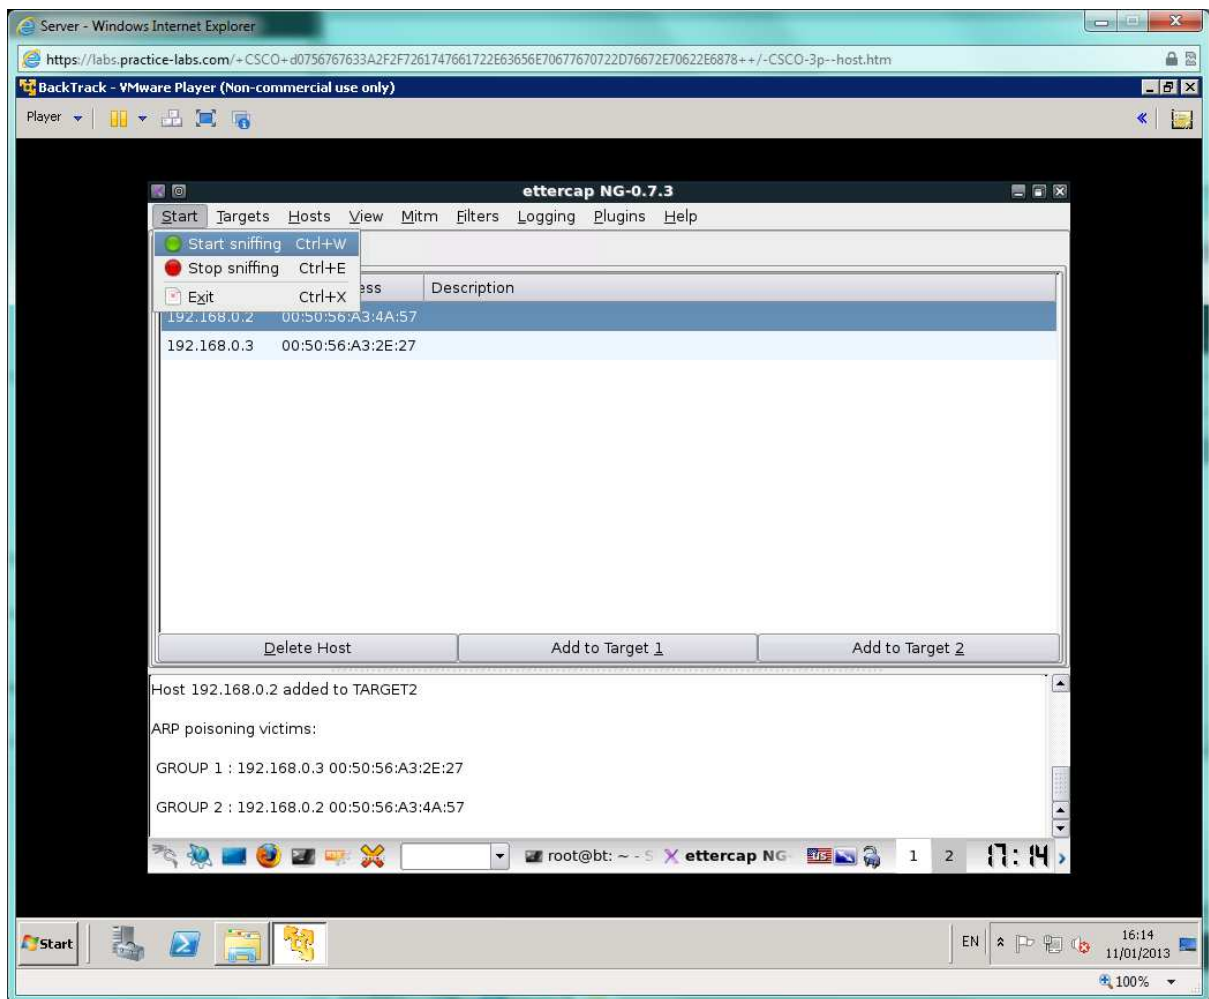 Server - Windows Internet Explorer
https://labs.practice-labs.com/+CSCO+d0756767633A2F2F7261747661722E63656E70677670722D76672E70622E6878++/-CSCO-3p--host.htm
BackTrack - VMware Player (Non-commercial use only)
Player
ettercap NG-0.7.3
Start Targets Hosts View Mitm Filters Logging Plugins Help
Start sniffing Ctrl+W
Stop sniffing Ctrl+E
Exit Ctrl+X
ess Description
192.168.0.2 00:50:56:A3:4A:57
192.168.0.3 00:50:56:A3:2E:27
Delete Host Add to Target 1 Add to Target 2
Host 192.168.0.2 added to TARGET2
ARP poisoning victims:
GROUP 1 : 192.168.0.3 00:50:56:A3:2E:27
GROUP 2 : 192.168.0.2 00:50:56:A3:4A:57
root@bt: ~ - S ettercap NG- US 1 2 17:14
Start EN 16:14
11/01/2013
100%